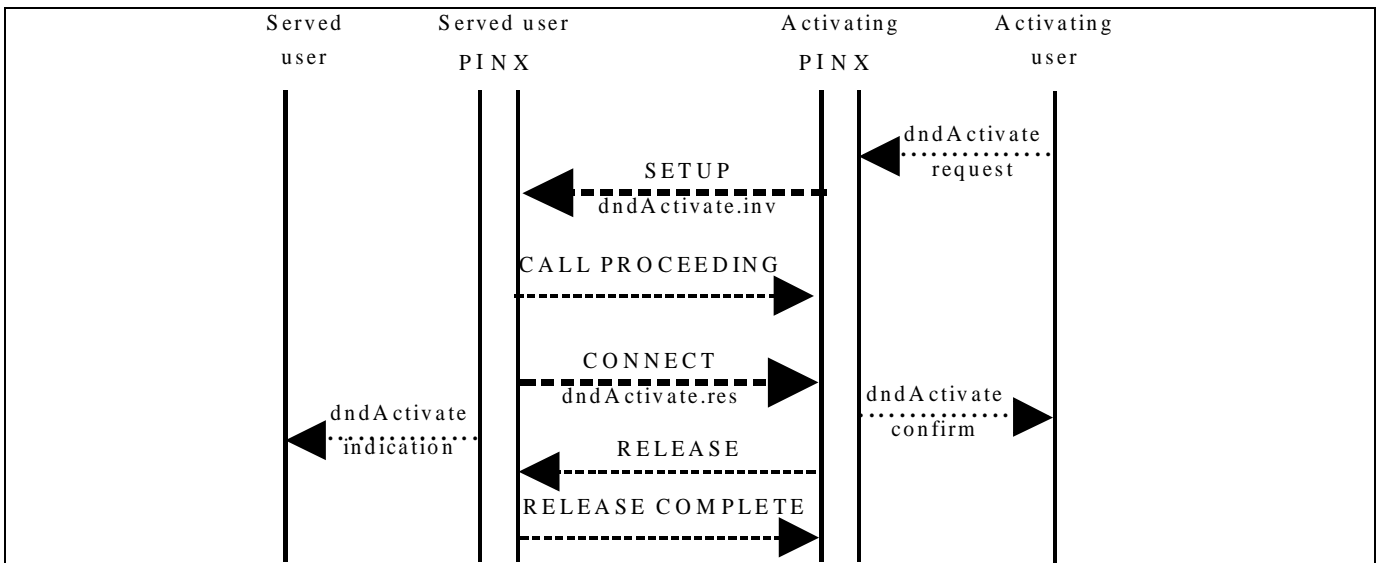 Served user
Served user PINX
Activating PINX
Activating user
dndActivate
request
SETUP
dndActivate.inv
CALL PROCEEDING
CONNECT
dndActivate.res
dndActivate
confirm
dndActivate
indication
RELEASE
RELEASE COMPLETE